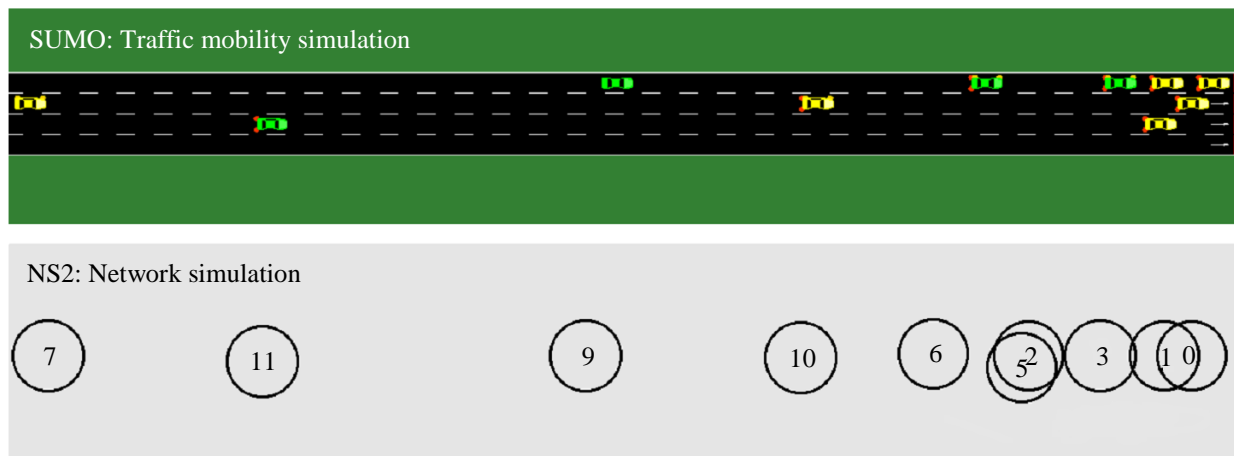 SUMO: Traffic mobility simulation
NS2: Network simulation
7 11 9 10 6 2 5 3 1 0